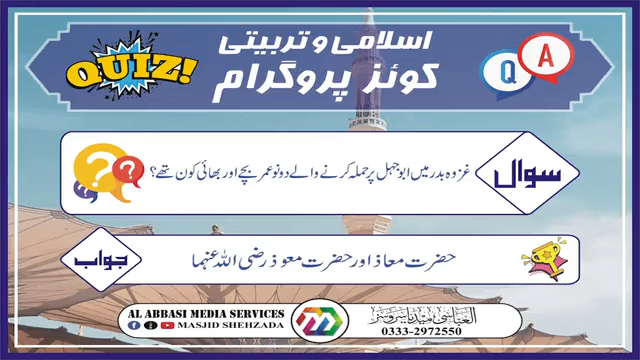 اسلامی و تربیتی
کوئز پروگرام
QUIZ!
Q A
سوال
غزوہ بدر میں ابوجہل پر حملہ کرنے والے دو نو عمر بچے اور بھائی کون تھے؟
جواب
حضرت معاذ اور حضرت معوذ رضی اللہ عنہما
AL ABBASI MEDIA SERVICES
MASJID SHEHZADA
العباسی میڈیا سروسز
0333-2972550